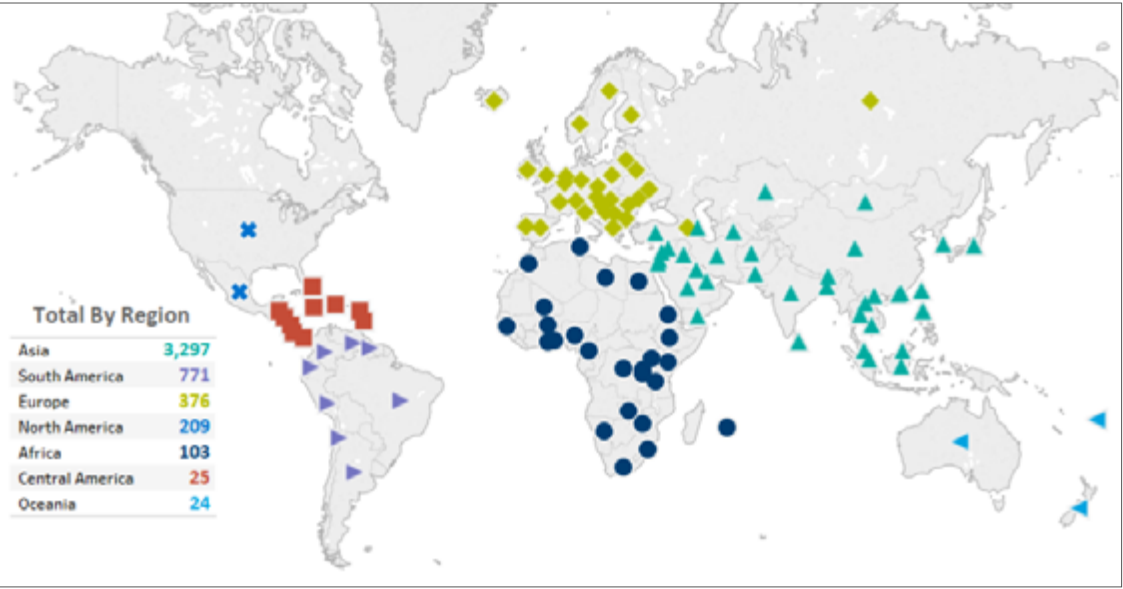 Total By Region
Asia 3,297
South America 771
Europe 376
North America 209
Africa 103
Central America 25
Oceania 24